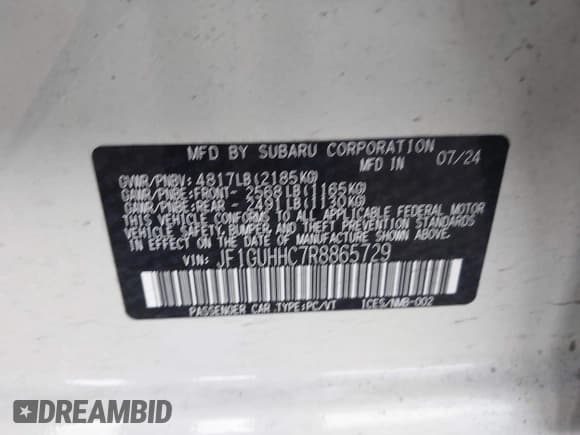 MFD BY SUBARU CORPORATION
MFD IN 07/24
GVWR/PNBV: 4817LB(2185KG)
GAWR/PNBE:FRONT- 2568LB(1165KG)
GAWR/PNBE:REAR - 2491LB(1130KG)
THIS VEHICLE CONFORMS TO ALL APPLICABLE FEDERAL MOTOR
VEHICLE SAFETY, BUMPER, AND THEFT PREVENTION STANDARDS
IN EFFECT ON THE DATE OF MANUFACTURE SHOWN ABOVE.
VIN: JF1GUHHC7R8865729
PASSENGER CAR TYPE:PC/VT ICES/NMB-002
DREAMBID